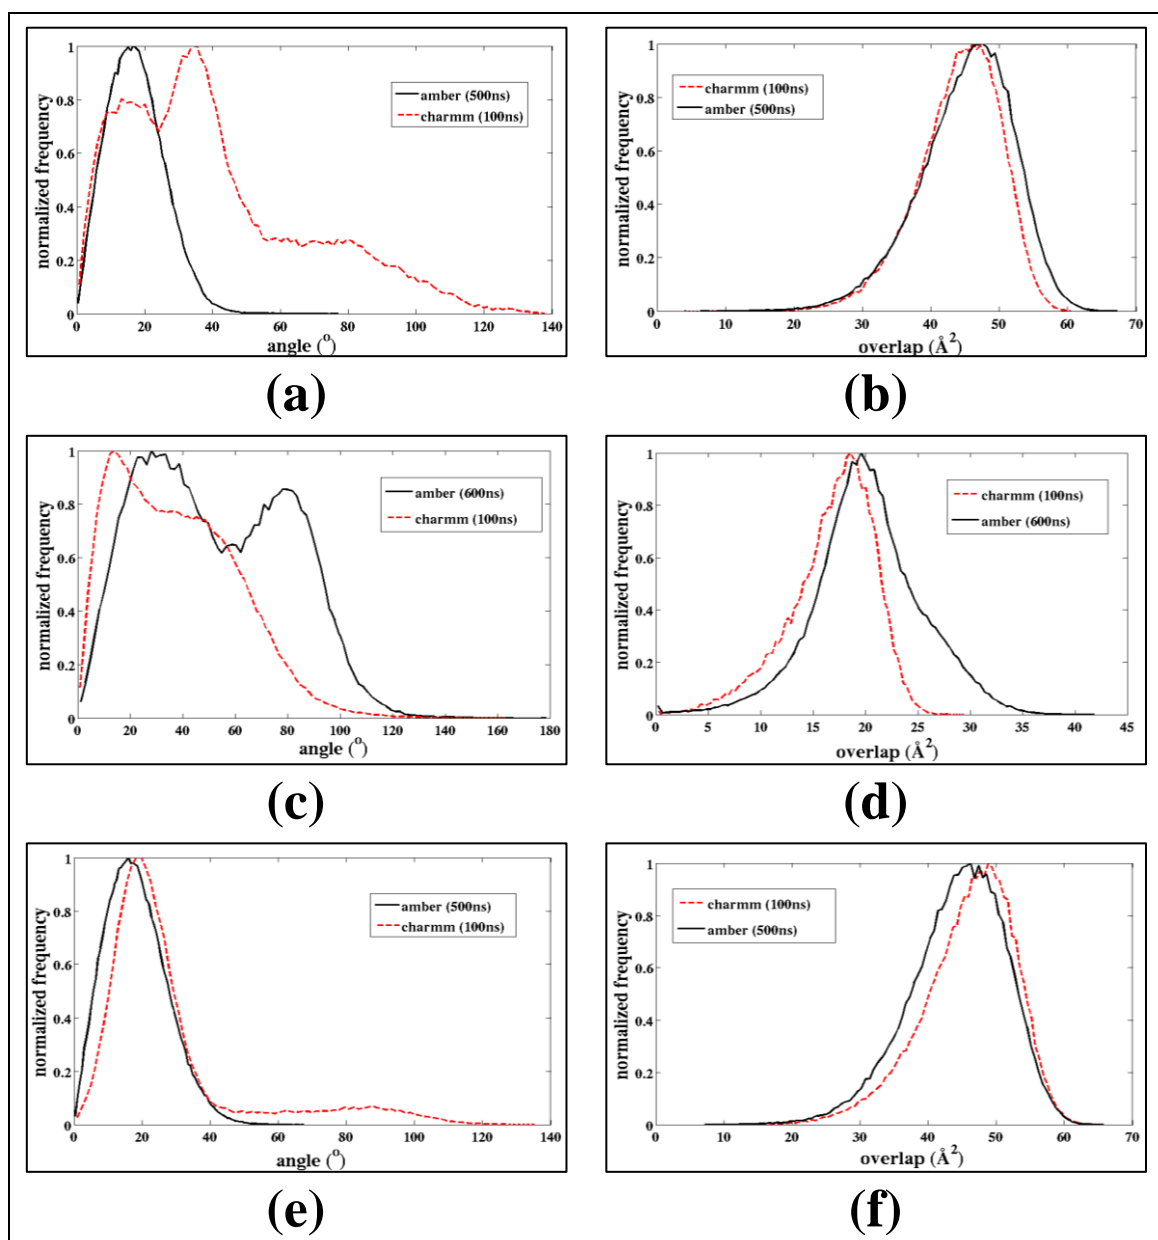 1
0.8
0.6
0.4
0.2
0
normalized frequency
amber (500ns)
charmm (100ns)
0 20 40 60 80 100 120 140
angle (°)
(a)
1
0.8
0.6
0.4
0.2
0
normalized frequency
charmm (100ns)
amber (500ns)
0 10 20 30 40 50 60 70
overlap (Å²)
(b)
1
0.8
0.6
0.4
0.2
0
normalized frequency
amber (600ns)
charmm (100ns)
0 20 40 60 80 100 120 140 160 180
angle (°)
(c)
1
0.8
0.6
0.4
0.2
0
normalized frequency
charmm (100ns)
amber (600ns)
0 5 10 15 20 25 30 35 40 45
overlap (Å²)
(d)
1
0.8
0.6
0.4
0.2
0
normalized frequency
amber (500ns)
charmm (100ns)
0 20 40 60 80 100 120 140
angle (°)
(e)
1
0.8
0.6
0.4
0.2
0
normalized frequency
charmm (100ns)
amber (500ns)
0 10 20 30 40 50 60 70
overlap (Å²)
(f)